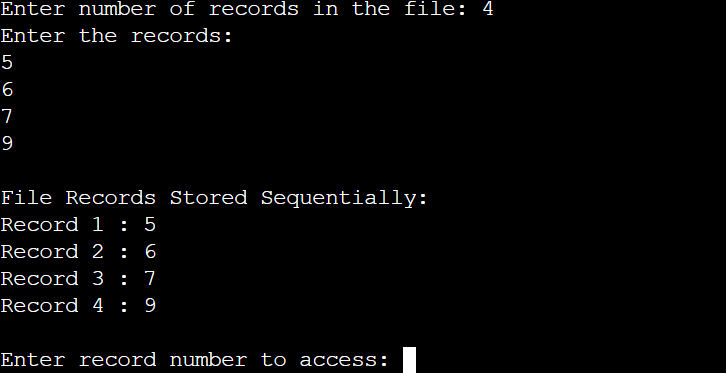 Enter number of records in the file: 4
Enter the records:
5
6
7
9
File Records Stored Sequentially:
Record 1 : 5
Record 2 : 6
Record 3 : 7
Record 4 : 9
Enter record number to access: